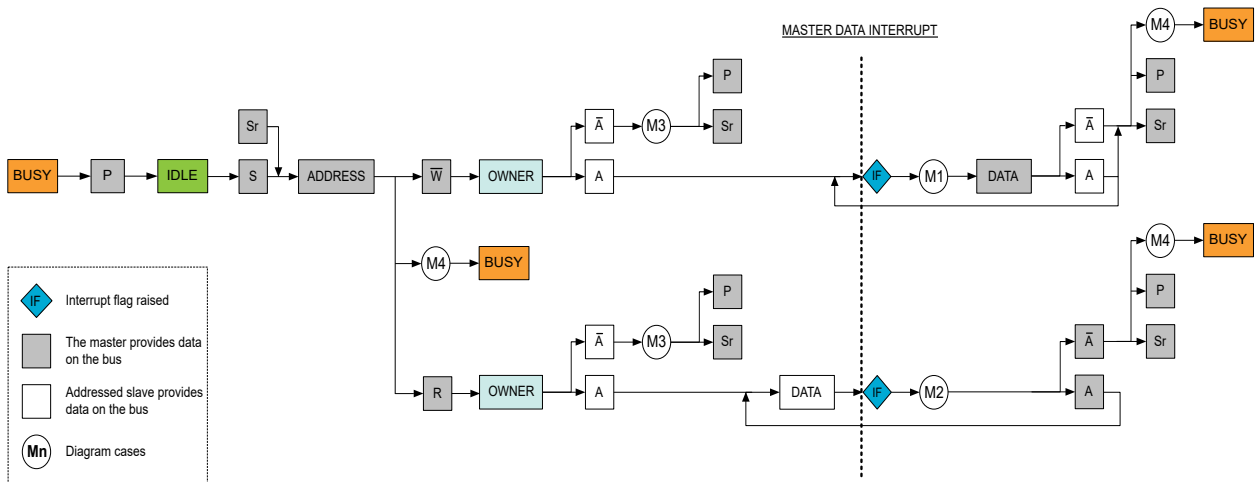 MASTER DATA INTERRUPT
M4
BUSY
P
P
Sr
A̅
M3
Sr
A̅
Sr
BUSY
P
IDLE
S
ADDRESS
W̅
OWNER
A
IF
M1
DATA
A
M4
BUSY
M4
BUSY
P
P
IF
Interrupt flag raised
A̅
M3
Sr
A̅
Sr
The master provides data
on the bus
R
OWNER
A
DATA
IF
M2
A
Addressed slave provides
data on the bus
Mn
Diagram cases